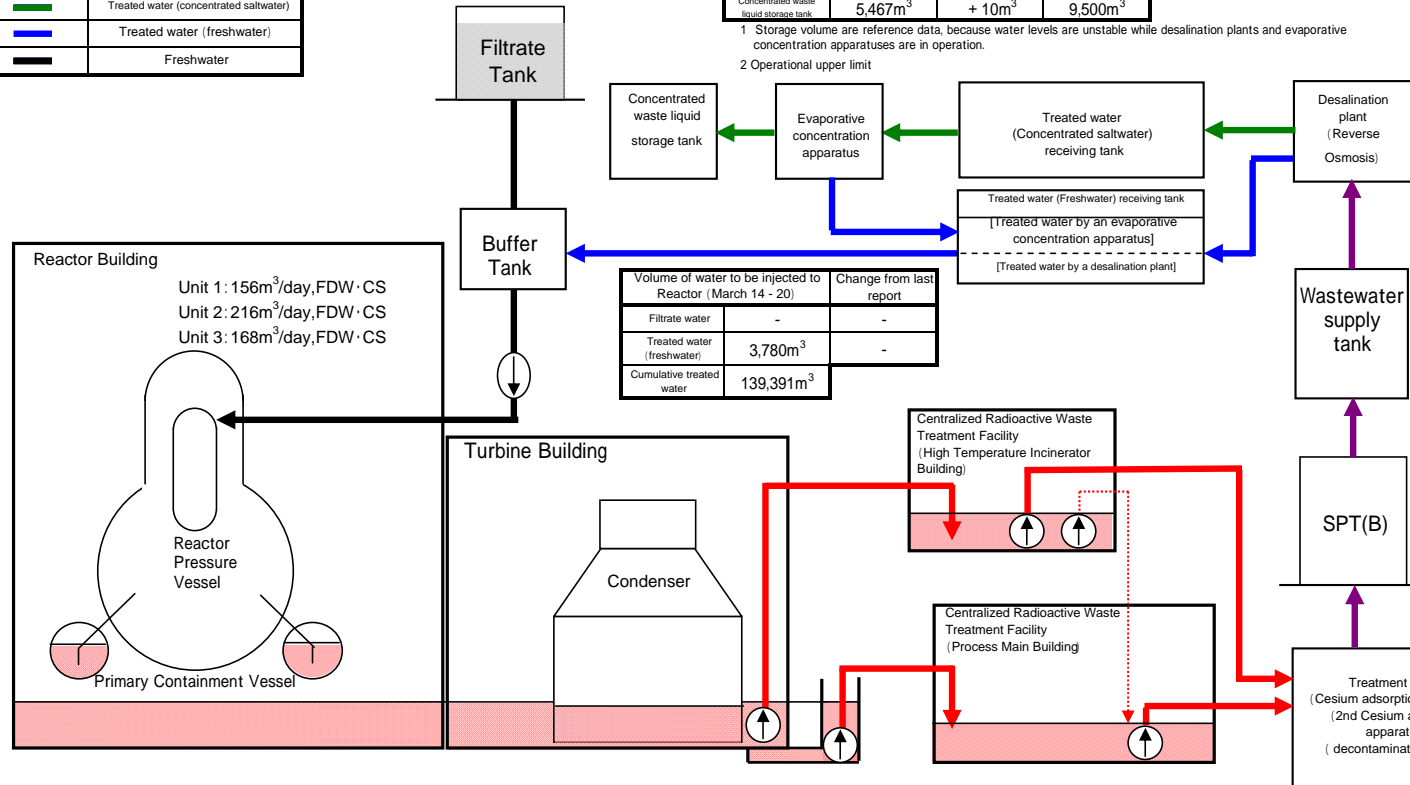 Treated water (concentrated saltwater)
Treated water (freshwater)
Freshwater
Concentrated waste
liquid storage tank
5,467m³
+ 10m³
9,500m³
1 Storage volume are reference data, because water levels are unstable while desalination plants and evaporative
concentration apparatuses are in operation.
2 Operational upper limit
Filtrate
Tank
Concentrated
waste liquid
storage tank
Evaporative
concentration
apparatus
Treated water
(Concentrated saltwater)
receiving tank
Desalination
plant
(Reverse
Osmosis)
Treated water (Freshwater) receiving tank
[Treated water by an evaporative
concentration apparatus]
[Treated water by a desalination plant]
Buffer
Tank
Reactor Building
Unit 1: 156m³/day,FDW・CS
Unit 2: 216m³/day,FDW・CS
Unit 3: 168m³/day,FDW・CS
Volume of water to be injected to
Reactor (March 14 - 20)
Change from last
report
Filtrate water
-
-
Treated water
(freshwater)
3,780m³
-
Cumulative treated
water
139,391m³
Wastewater
supply
tank
Turbine Building
Centralized Radioactive Waste
Treatment Facility
(High Temperature Incinerator
Building)
SPT(B)
Reactor
Pressure
Vessel
Condenser
Centralized Radioactive Waste
Treatment Facility
(Process Main Building)
Primary Containment Vessel
Treatment
(Cesium
(2nd Cesium